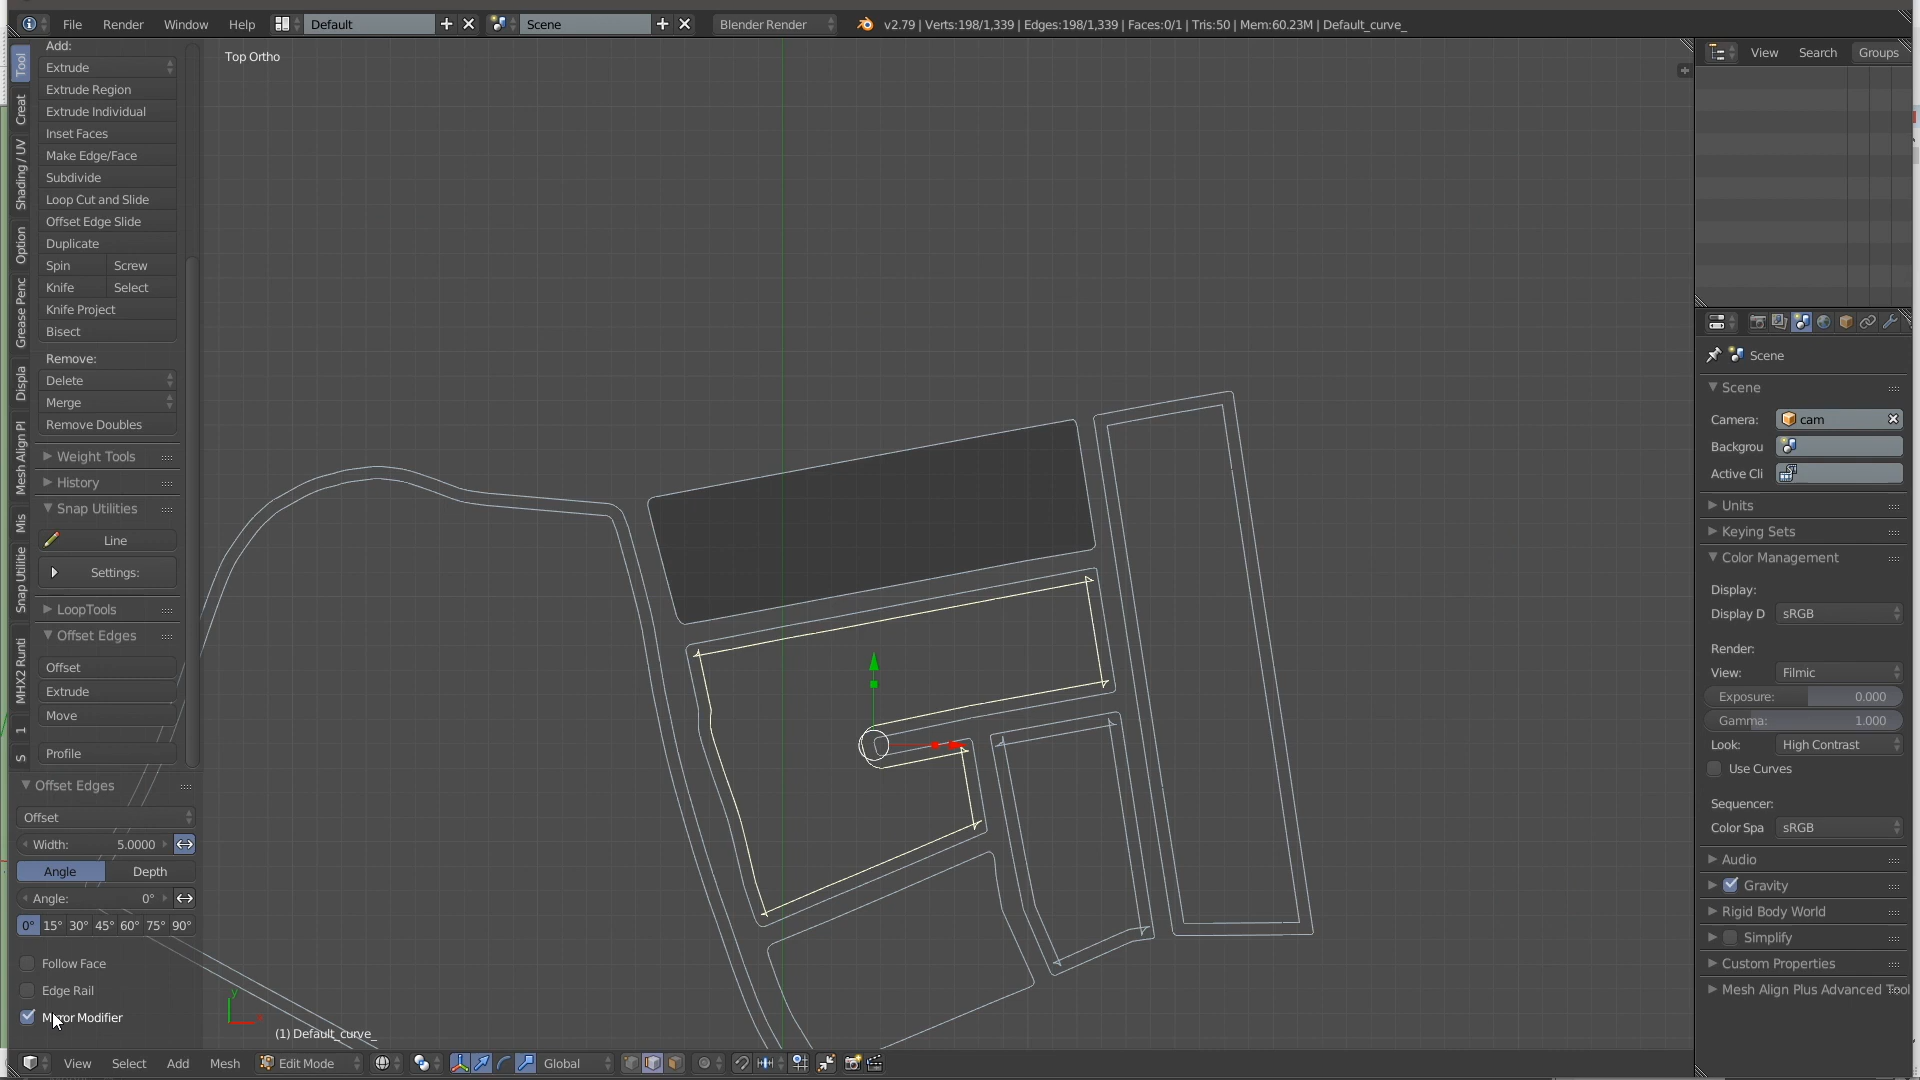 File Render Window Help Default Scene Blender Render v2.79 | Verts:198/1,339 | Edges:198/1,339 | Faces:0/1 | Tris:50 | Mem:60.23M | Default_curve_
Top Ortho
View Search Groups
Tool
Creat
Shading / UV
Option
Grease Penc
Displa
Mesh Align Pl
Mis
Snap Utilitie
MHX2 Runti
1
S
Add:
Extrude
Extrude Region
Extrude Individual
Inset Faces
Make Edge/Face
Subdivide
Loop Cut and Slide
Offset Edge Slide
Duplicate
Spin Screw
Knife Select
Knife Project
Bisect
Remove:
Delete
Merge
Remove Doubles
Weight Tools
History
Snap Utilities
Line
Settings:
LoopTools
Offset Edges
Offset
Extrude
Move
Profile
Offset Edges
Offset
Width: 5.0000
Angle Depth
Angle: 0°
0° 15° 30° 45° 60° 75° 90°
Follow Face
Edge Rail
Mirror Modifier
y
(1) Default_curve_
View Select Add Mesh Edit Mode Global
Scene
Scene
Camera: cam
Backgrou
Active Cli
Units
Keying Sets
Color Management
Display:
Display D sRGB
Render:
View: Filmic
Exposure: 0.000
Gamma: 1.000
Look: High Contrast
Use Curves
Sequencer:
Color Spa sRGB
Audio
Gravity
Rigid Body World
Simplify
Custom Properties
Mesh Align Plus Advanced Tool